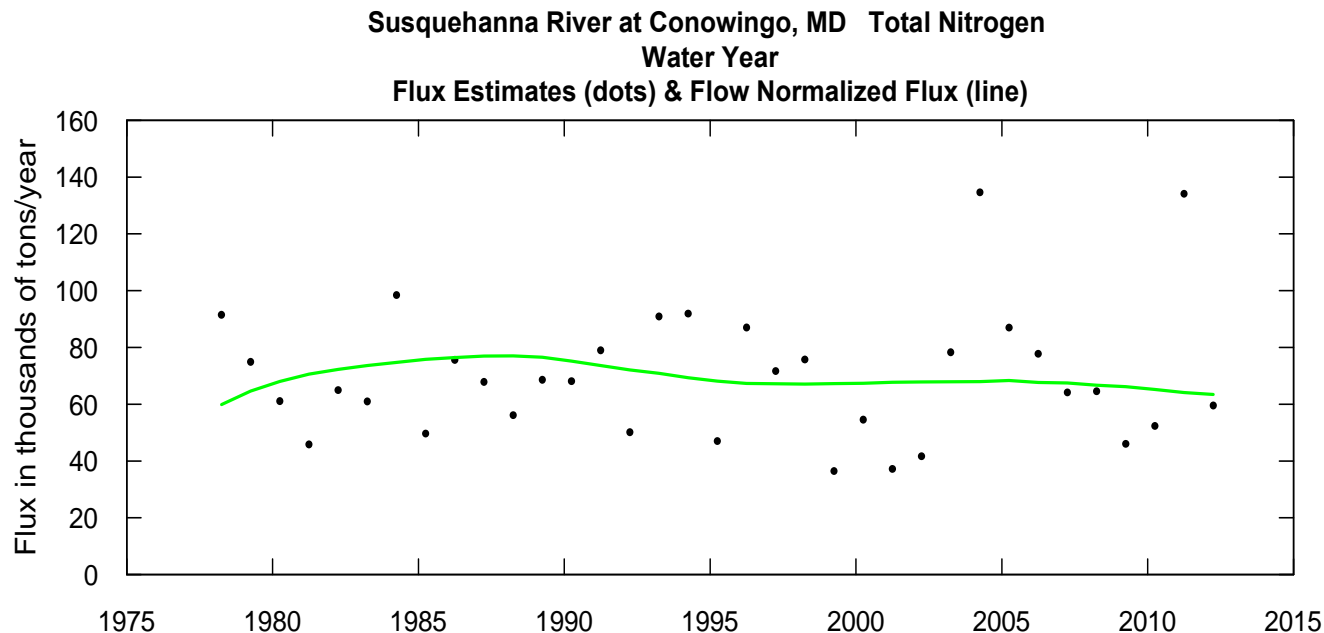 Susquehanna River at Conowingo, MD Total Nitrogen
Water Year
Flux Estimates (dots) & Flow Normalized Flux (line)
Flux in thousands of tons/year
160
140
120
100
80
60
40
20
0
1975 1980 1985 1990 1995 2000 2005 2010 2015